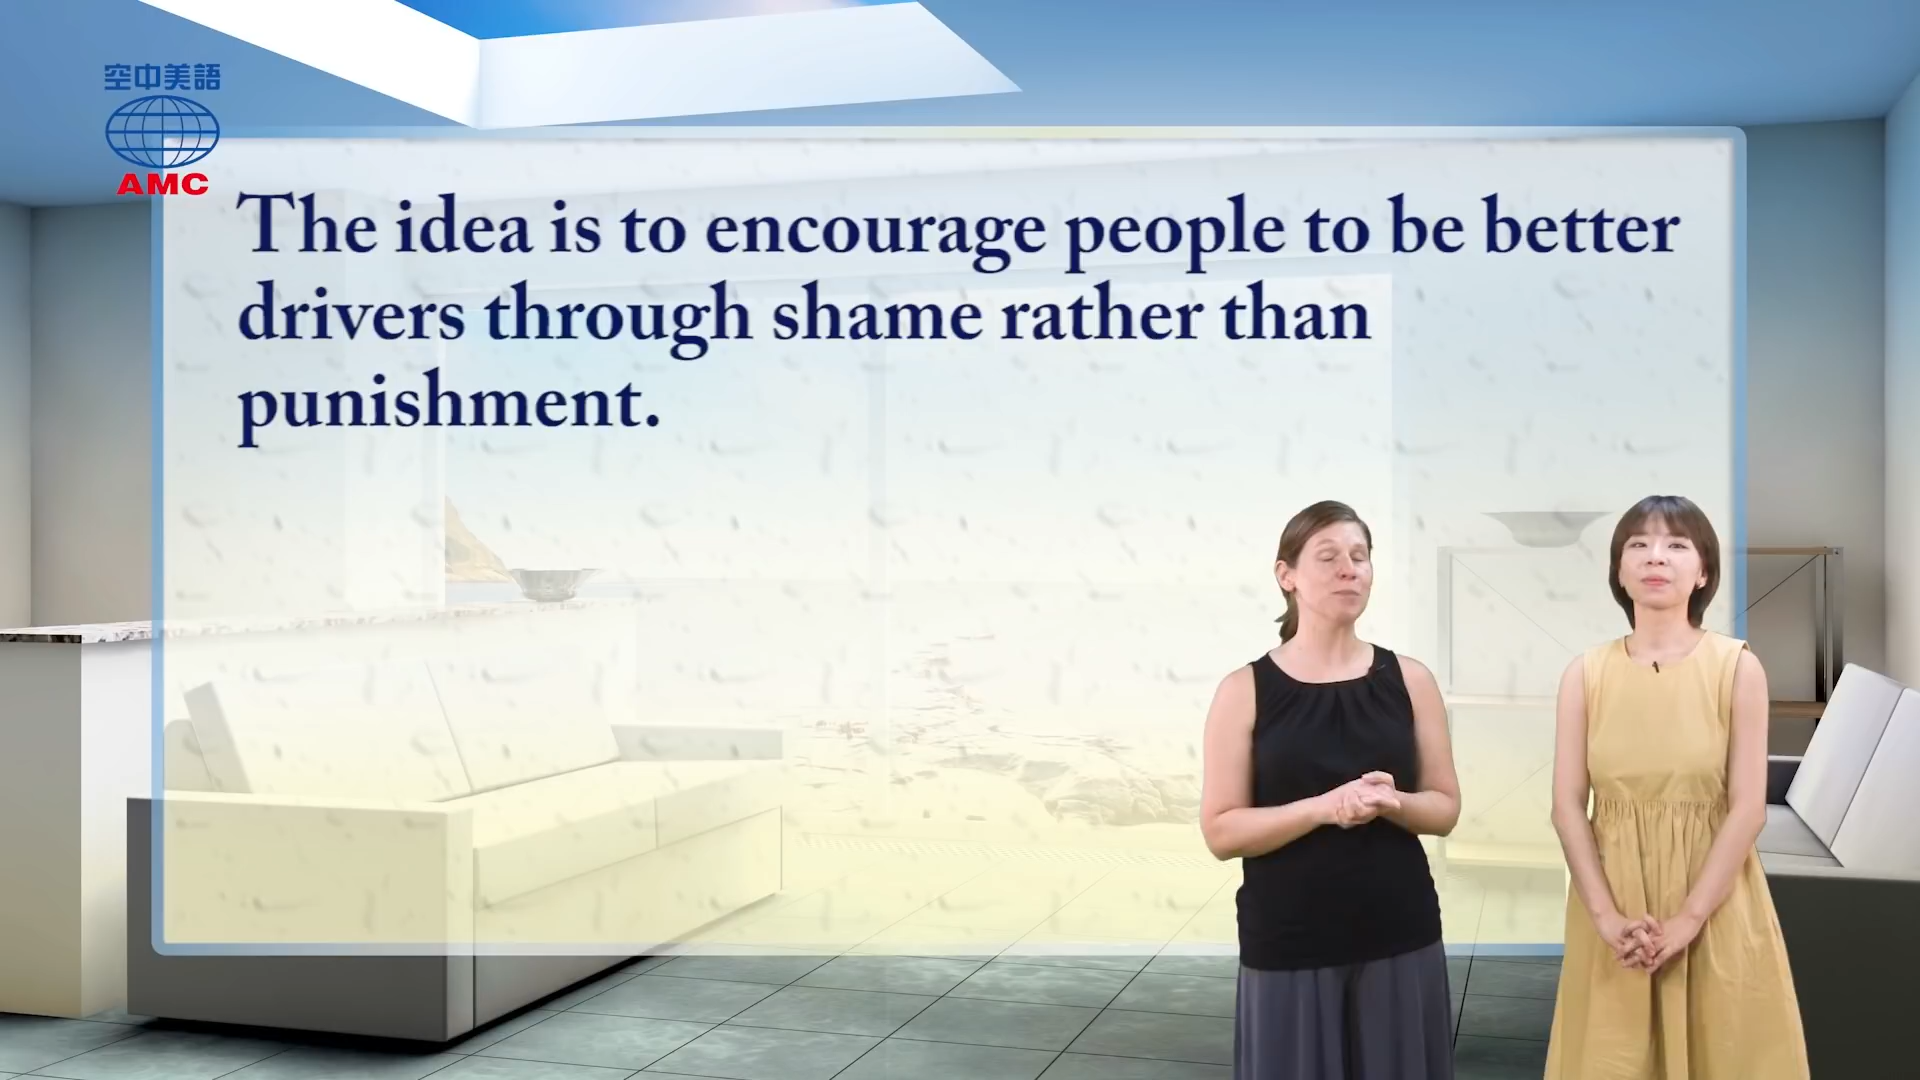 空中美語
AMC
The idea is to encourage people to be better
drivers through shame rather than
punishment.